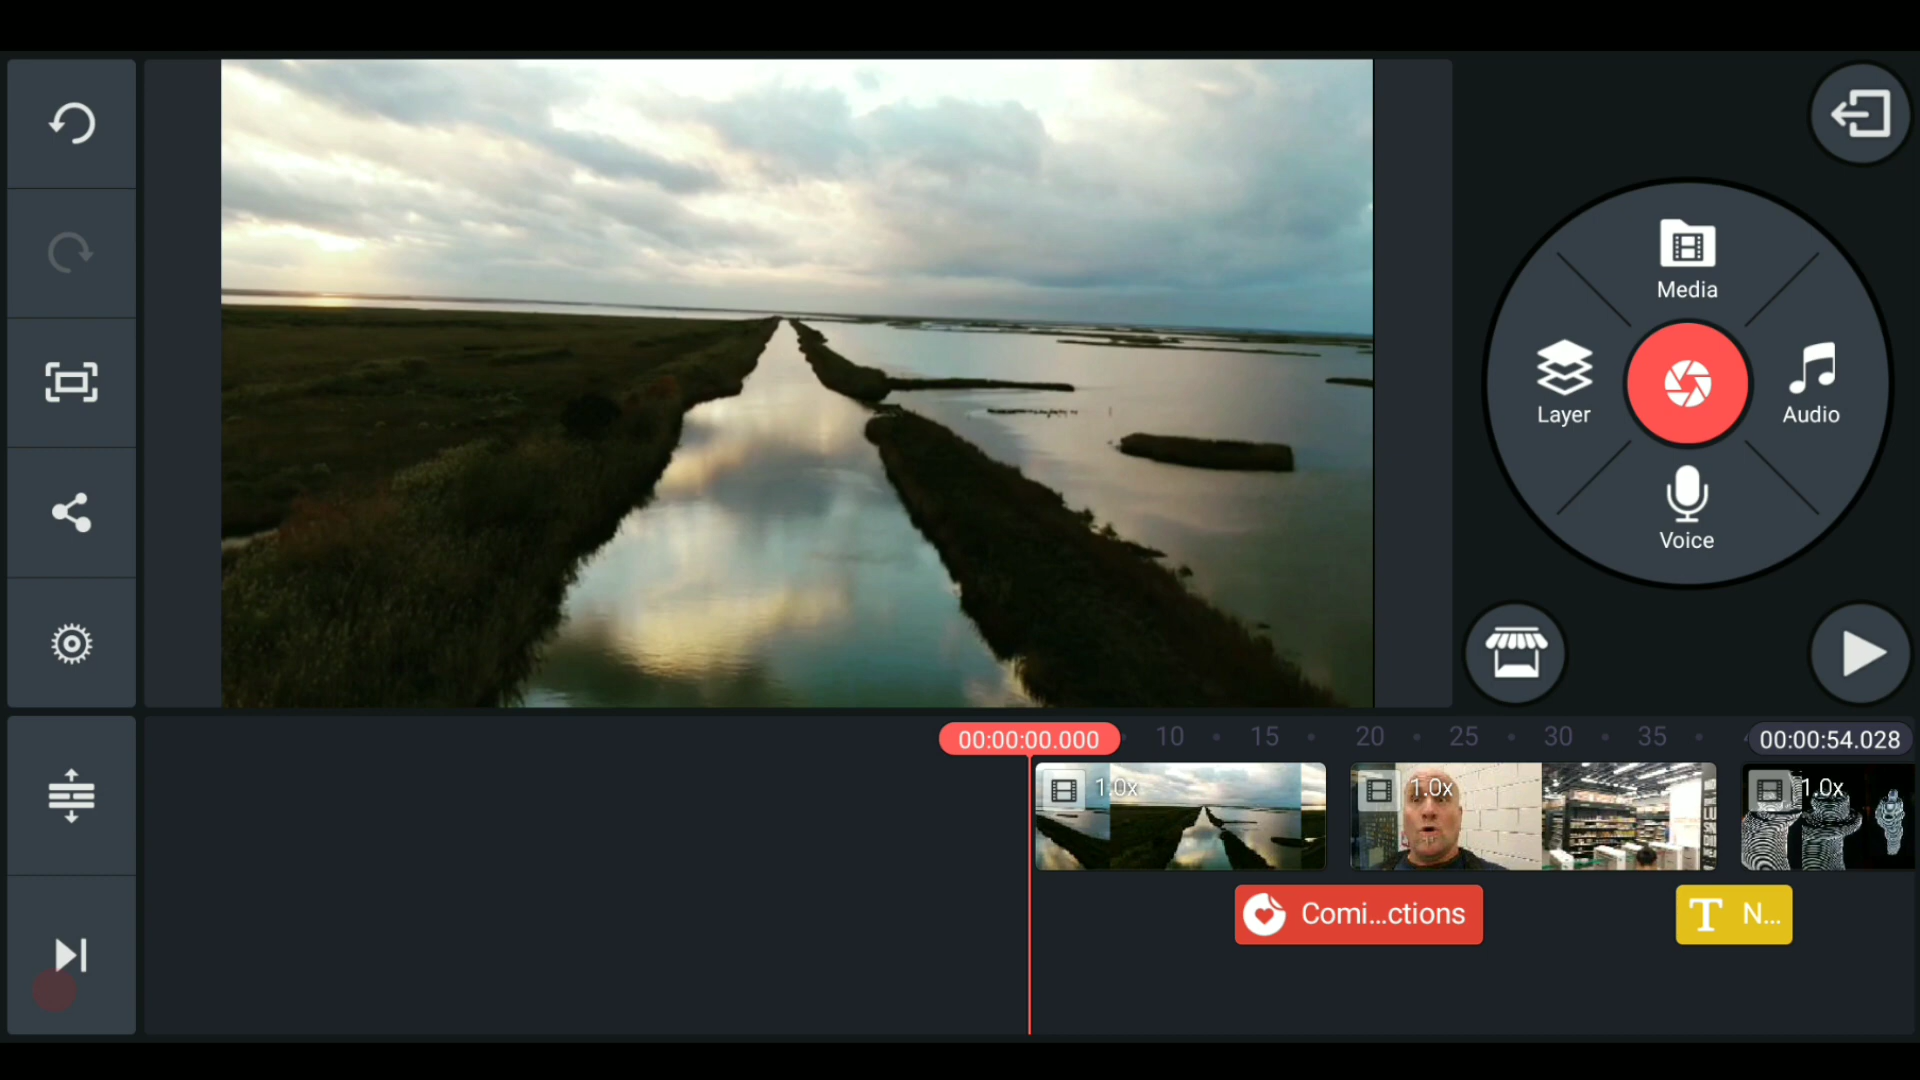 Media
Layer
Audio
Voice
00:00:00.000
10
15
20
25
30
35
00:00:54.028
1.0x
1.0x
1.0x
Comi...ctions
T N...